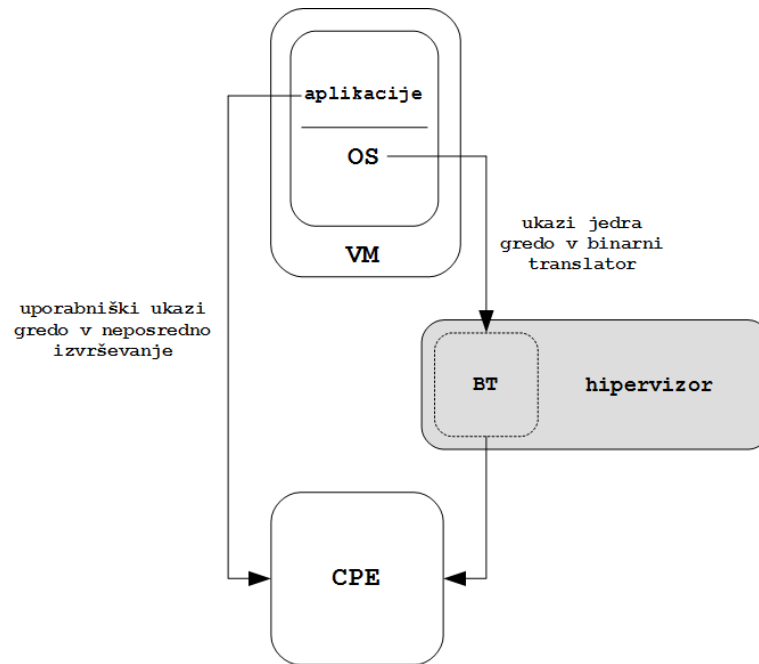 aplikacije
OS
VM
ukazi jedra
gredo v binarni
translator
uporabniški ukazi
gredo v neposredno
izvrševanje
BT
hipervizor
CPE